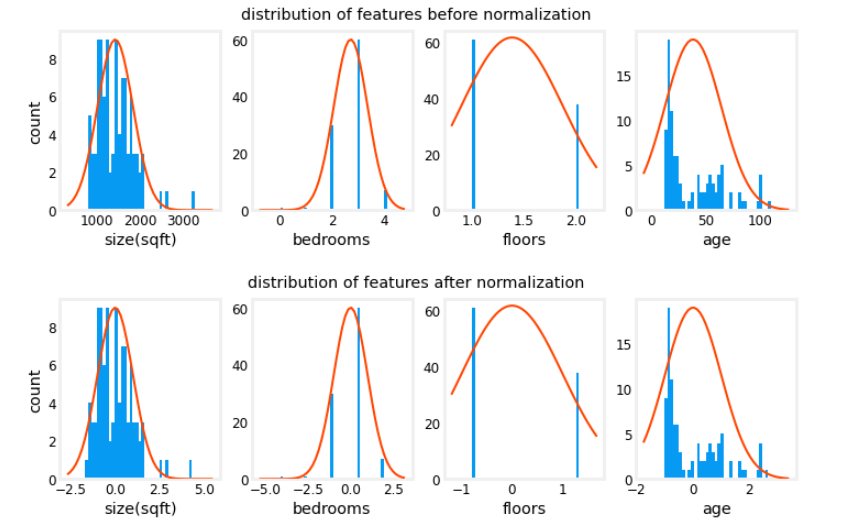 distribution of features before normalization
count
8
6
4
2
0
1000 2000 3000
size(sqft)
60
40
20
0
0 2 4
bedrooms
60
40
20
0
1.0 1.5 2.0
floors
15
10
5
0
0 50 100
age
distribution of features after normalization
count
8
6
4
2
0
−2.5 0.0 2.5 5.0
size(sqft)
60
40
20
0
−5.0 −2.5 0.0 2.5
bedrooms
60
40
20
0
−1 0 1
floors
15
10
5
0
−2 0 2
age